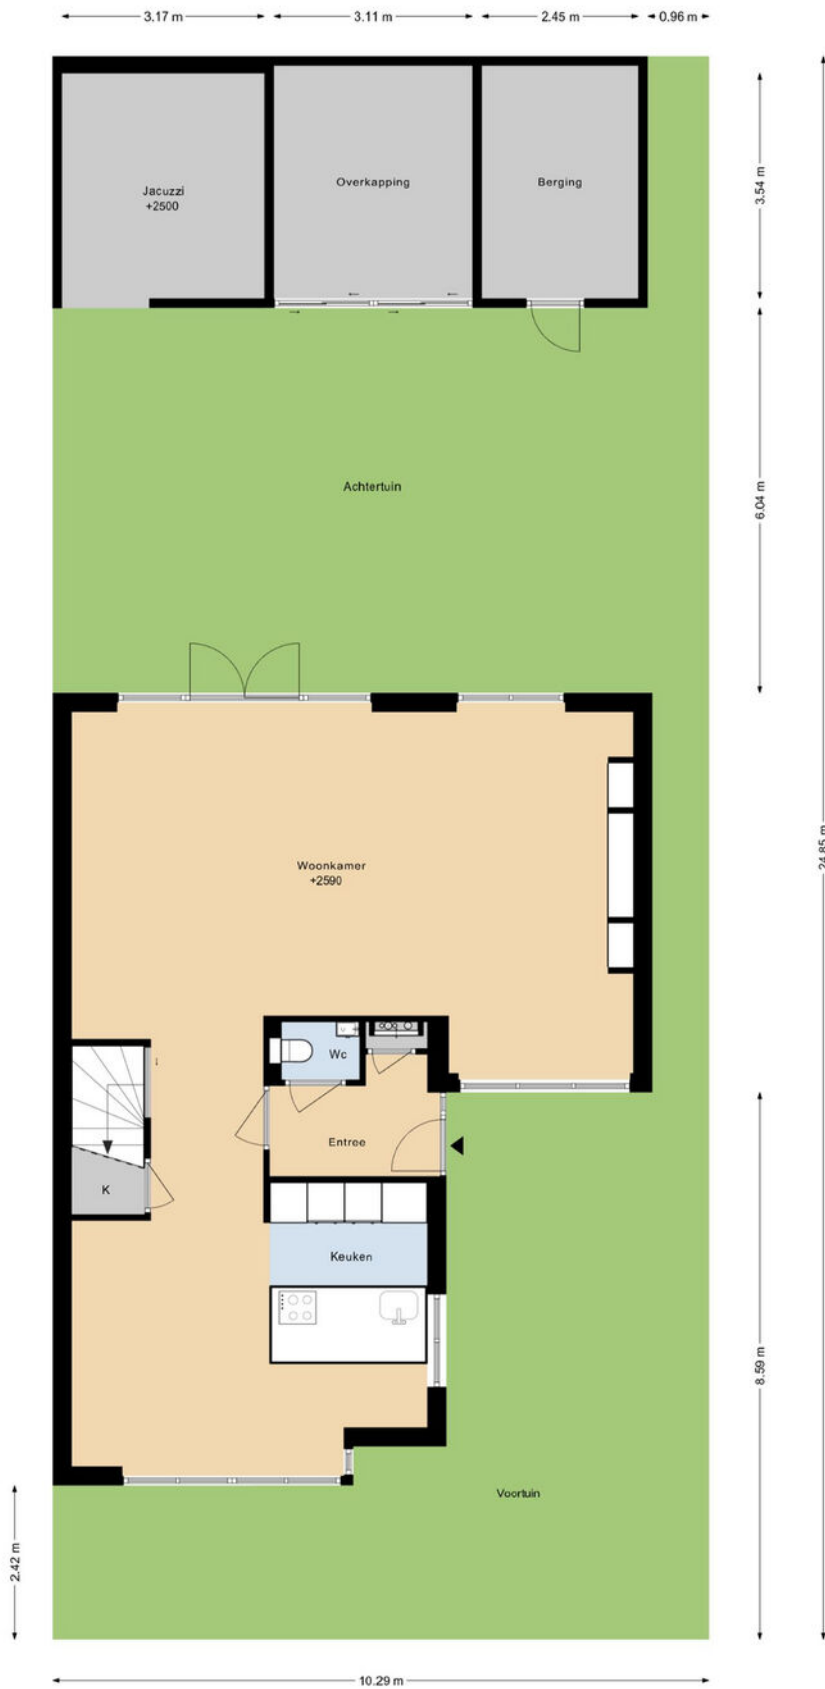 3.17 m
3.11 m
2.45 m
0.96 m
Jacuzzi
+2500
Overkapping
Berging
3.54 m
Achtertuin
6.04 m
Woonkamer
+2590
24.85 m
Wc
Entree
K
Keuken
8.59 m
Voortuin
2.42 m
10.29 m